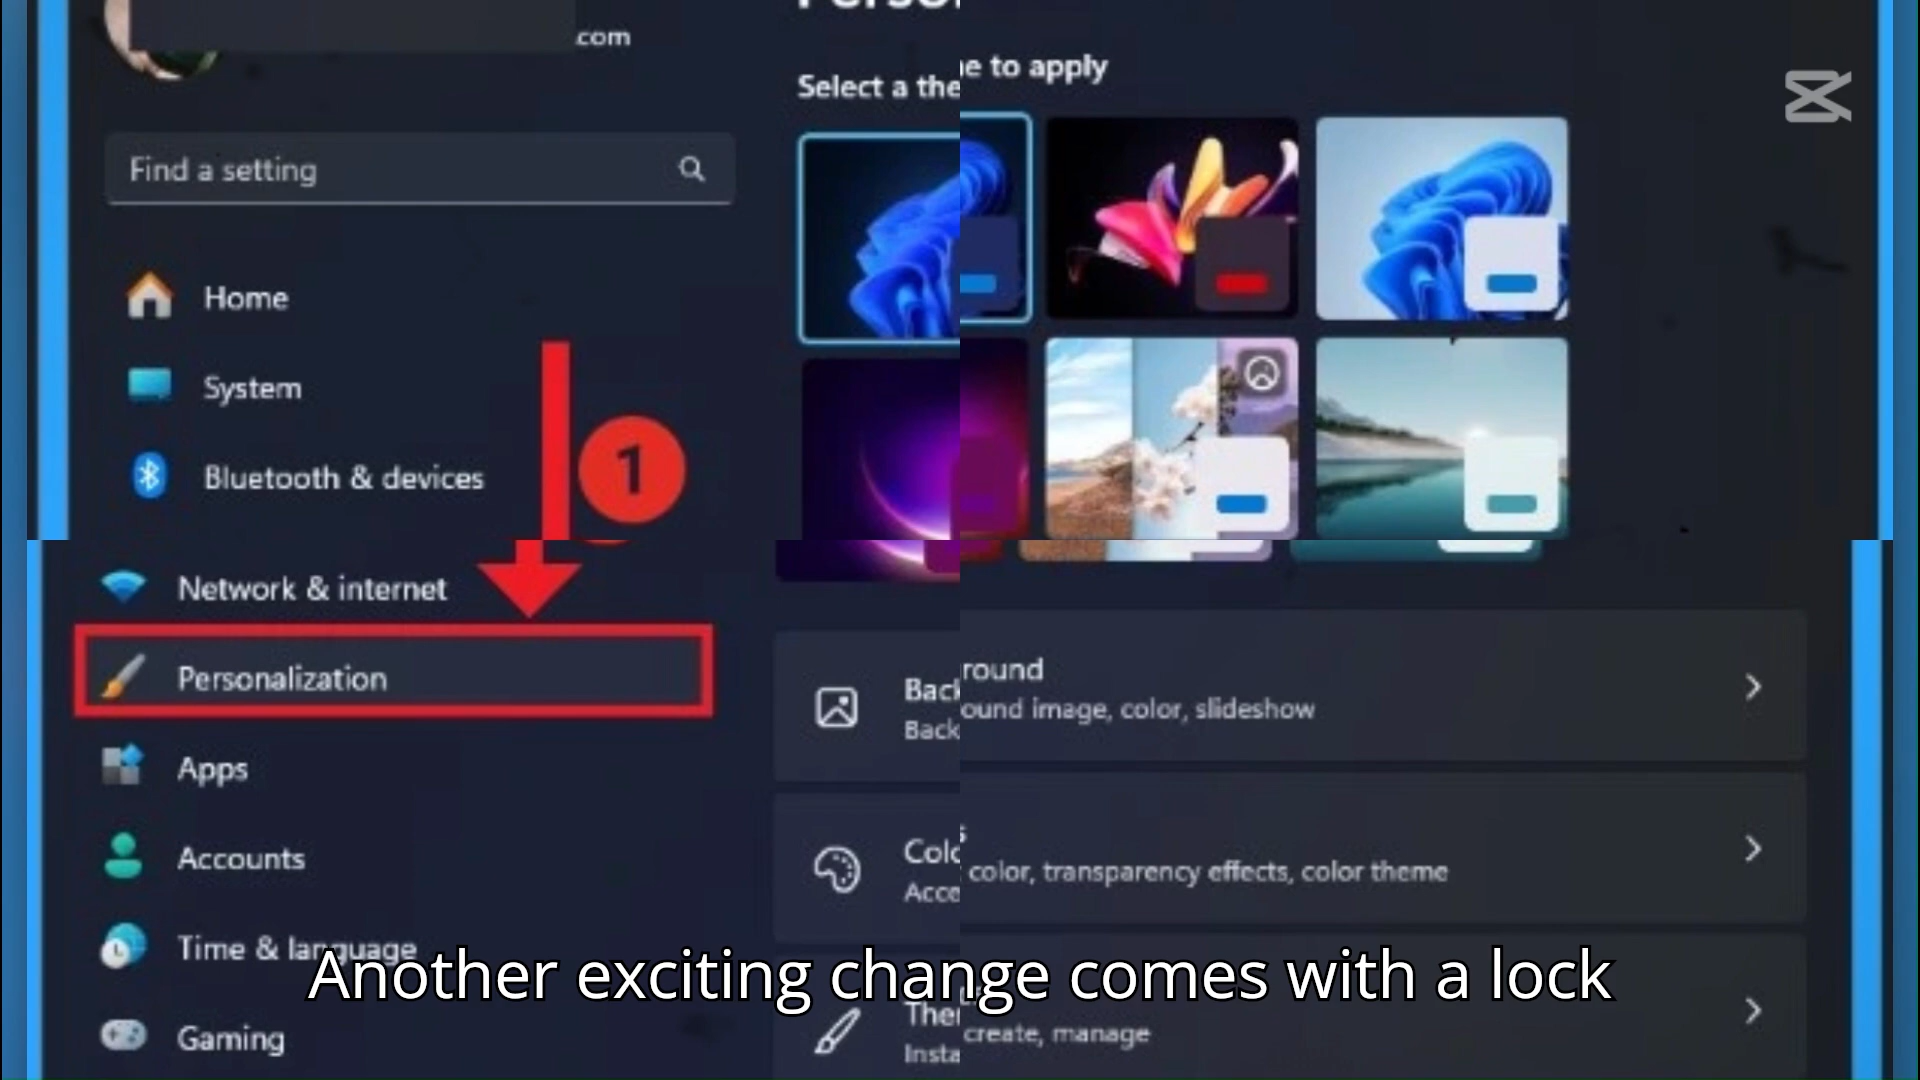 .com
Select a the
e to apply
Find a setting
Home
System
Bluetooth & devices
1
Network & internet
Personalization
Apps
Accounts
Time & language
Gaming
Back
round
Back
ound image, color, slideshow
Colo
s
Acce
color, transparency effects, color theme
Ther
Insta
create, manage
Another exciting change comes with a lock